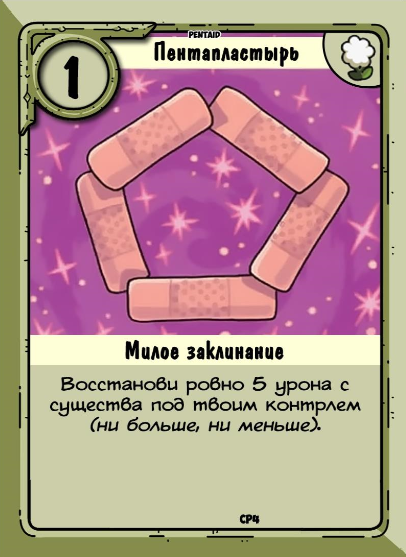 PENTAID
1
Пентапластырь
Милое заклинание
Восстанови ровно 5 урона с
существа под твоим контрлем
(ни больше, ни меньше).
CP4